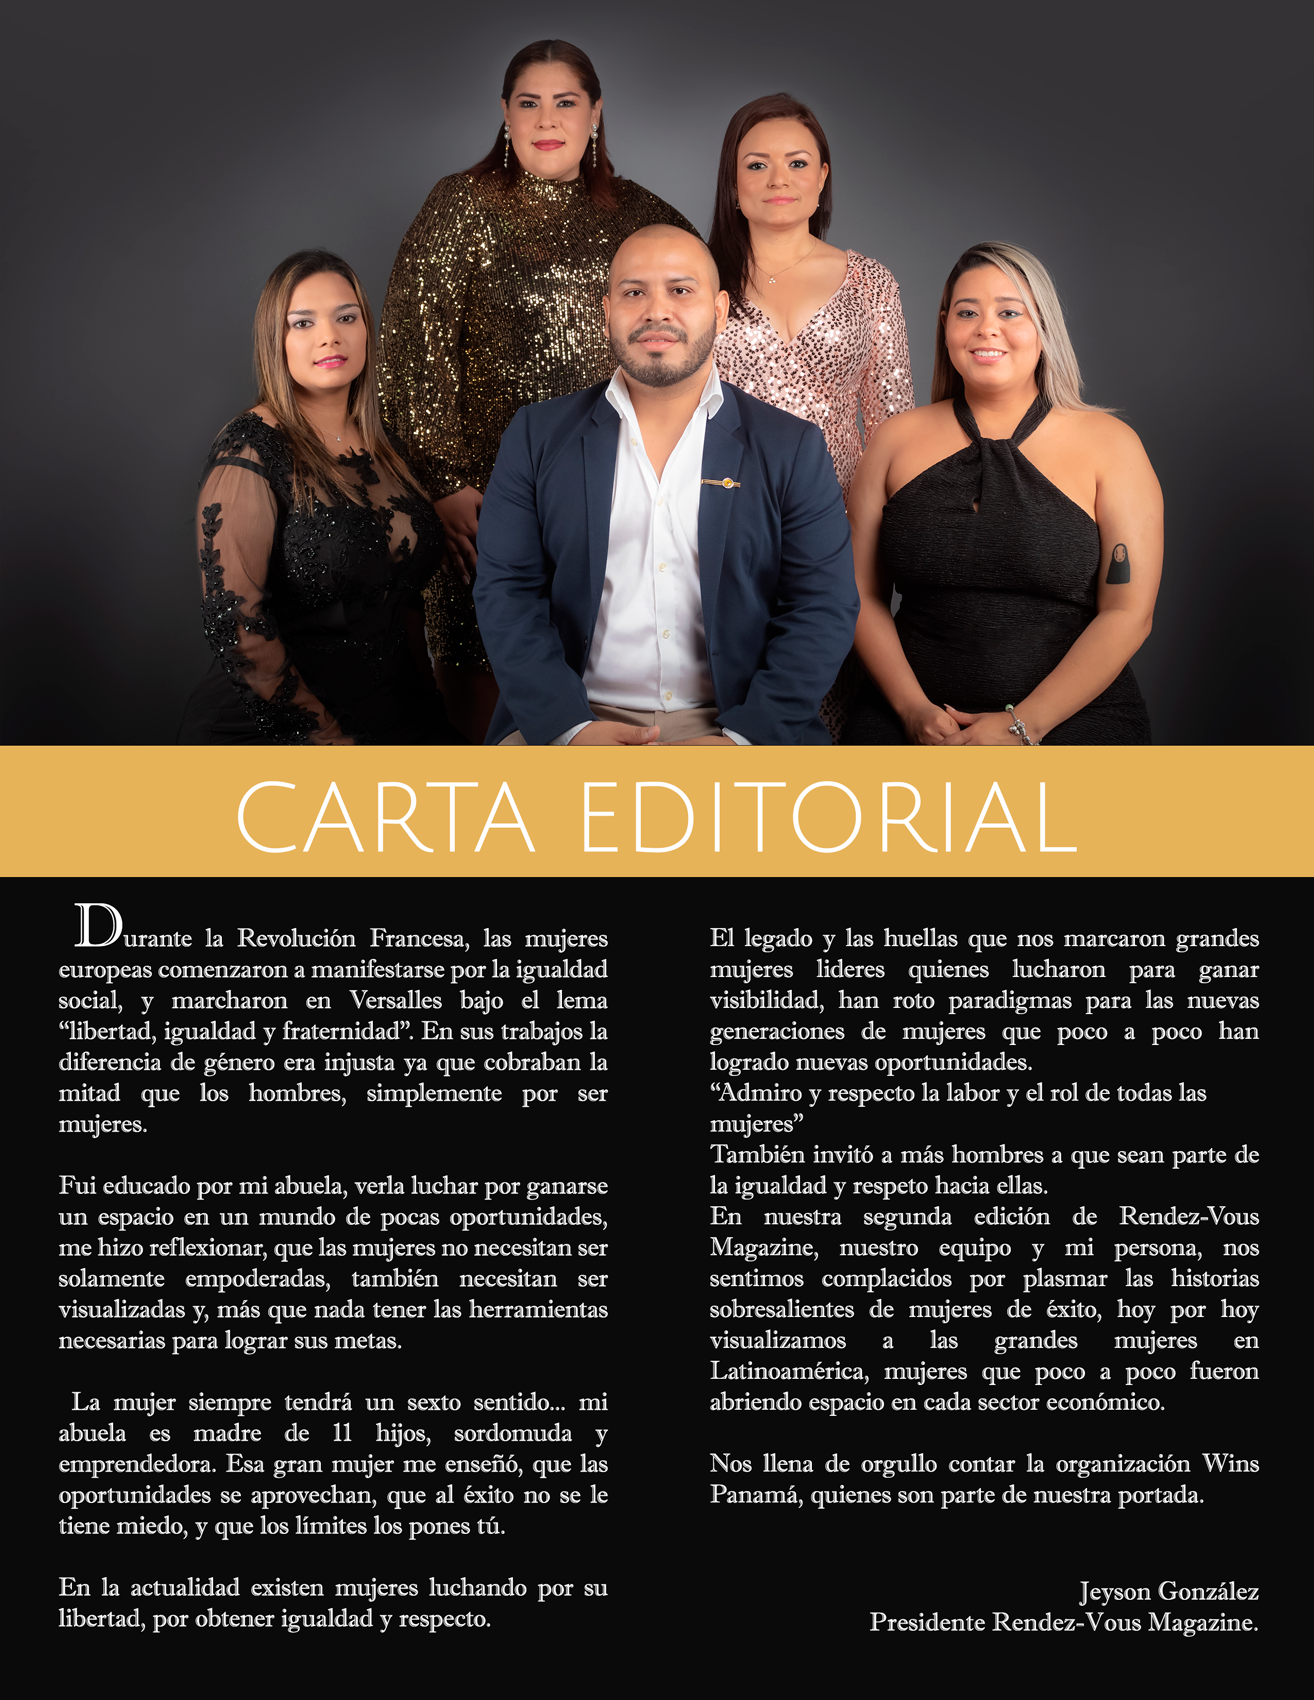 CARTA EDITORIAL
Durante la Revolución Francesa, las mujeres
europeas comenzaron a manifestarse por la igualdad
social, y marcharon en Versalles bajo el lema
“libertad, igualdad y fraternidad”. En sus trabajos la
diferencia de género era injusta ya que cobraban la
mitad que los hombres, simplemente por ser
mujeres.
Fui educado por mi abuela, verla luchar por ganarse
un espacio en un mundo de pocas oportunidades,
me hizo reflexionar, que las mujeres no necesitan ser
solamente empoderadas, también necesitan ser
visualizadas y, más que nada tener las herramientas
necesarias para lograr sus metas.
La mujer siempre tendrá un sexto sentido... mi
abuela es madre de 11 hijos, sordomuda y
emprendedora. Esa gran mujer me enseñó, que las
oportunidades se aprovechan, que al éxito no se le
tiene miedo, y que los límites los pones tú.
En la actualidad existen mujeres luchando por su
libertad, por obtener igualdad y respecto.
El legado y las huellas que nos marcaron grandes
mujeres lideres quienes lucharon para ganar
visibilidad, han roto paradigmas para las nuevas
generaciones de mujeres que poco a poco han
logrado nuevas oportunidades.
“Admiro y respecto la labor y el rol de todas las
mujeres”
También invitó a más hombres a que sean parte de
la igualdad y respeto hacia ellas.
En nuestra segunda edición de Rendez-Vous
Magazine, nuestro equipo y mi persona, nos
sentimos complacidos por plasmar las historias
sobresalientes de mujeres de éxito, hoy por hoy
visualizamos a las grandes mujeres en
Latinoamérica, mujeres que poco a poco fueron
abriendo espacio en cada sector económico.
Nos llena de orgullo contar la organización Wins
Panamá, quienes son parte de nuestra portada.
Jeyson González
Presidente Rendez-Vous Magazine.